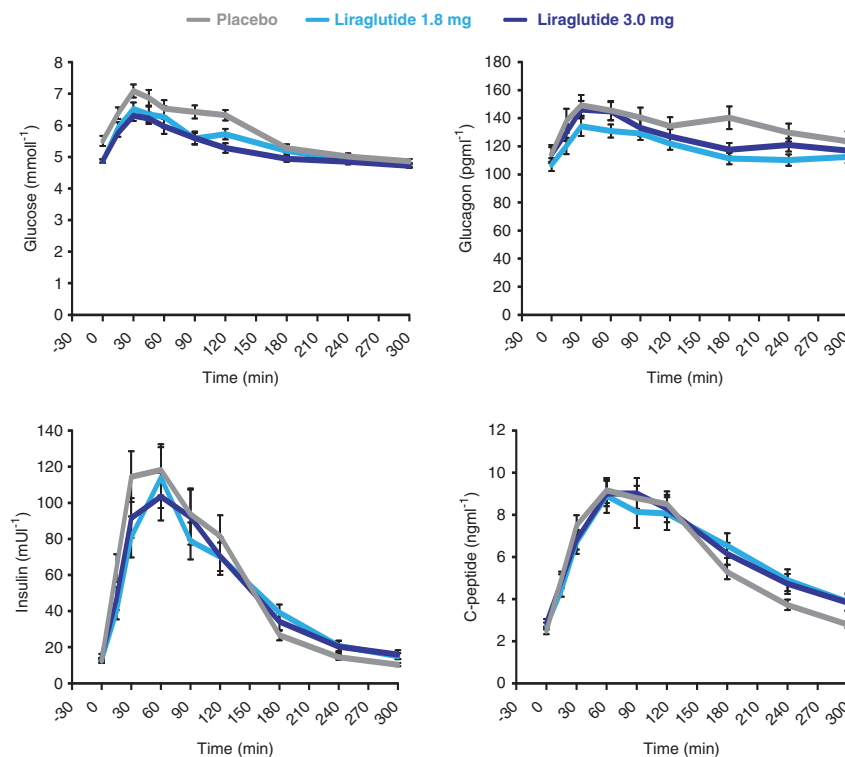 Placebo Liraglutide 1.8 mg Liraglutide 3.0 mg
8
7
6
5
4
3
2
1
0
Glucose (mmoll-1)
-30 0 30 60 90 120 150 180 210 240 270 300
Time (min)
180
160
140
120
100
80
60
40
20
0
Glucagon (pgml-1)
-30 0 30 60 90 120 150 180 210 240 270 300
Time (min)
140
120
100
80
60
40
20
0
Insulin (mUl-1)
-30 0 30 60 90 120 150 180 210 240 270 300
Time (min)
12
10
8
6
4
2
0
C-peptide (ngml-1)
-30 0 30 60 90 120 150 180 210 240 270 300
Time (min)